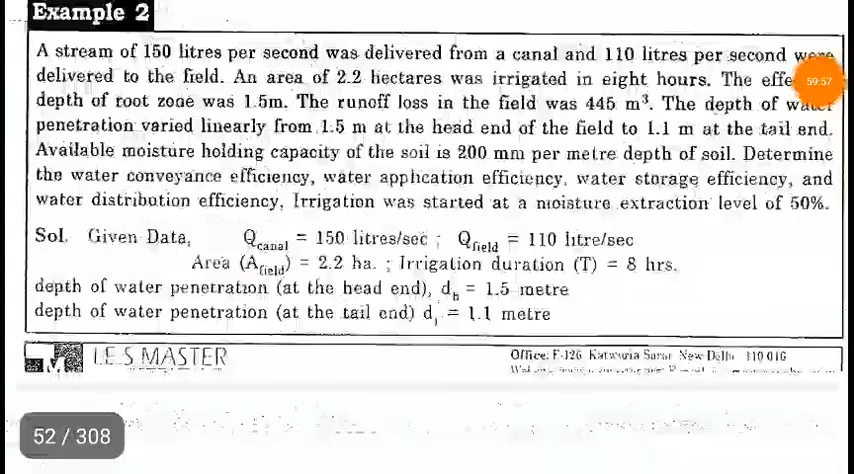 Example 2
A stream of 150 litres per second was delivered from a canal and 110 litres per second were
delivered to the field. An area of 2.2 hectares was irrigated in eight hours. The effe
59:57
depth of root zone was 1.5m. The runoff loss in the field was 445 m³. The depth of water
penetration varied linearly from 1.5 m at the head end of the field to 1.1 m at the tail end.
Available moisture holding capacity of the soil is 200 mm per metre depth of soil. Determine
the water conveyance efficiency, water application efficiency, water storage efficiency, and
water distribution efficiency. Irrigation was started at a moisture extraction level of 50%.
Sol. Given Data, Qcanal = 150 litres/sec ; Qfield = 110 litre/sec
Area (Afield) = 2.2 ha. ; Irrigation duration (T) = 8 hrs.
depth of water penetration (at the head end), dh = 1.5 metre
depth of water penetration (at the tail end) dt = 1.1 metre
I.E.S MASTER
Office: F-126 Katwaria Sarai New Delhi 110 016
52 / 308